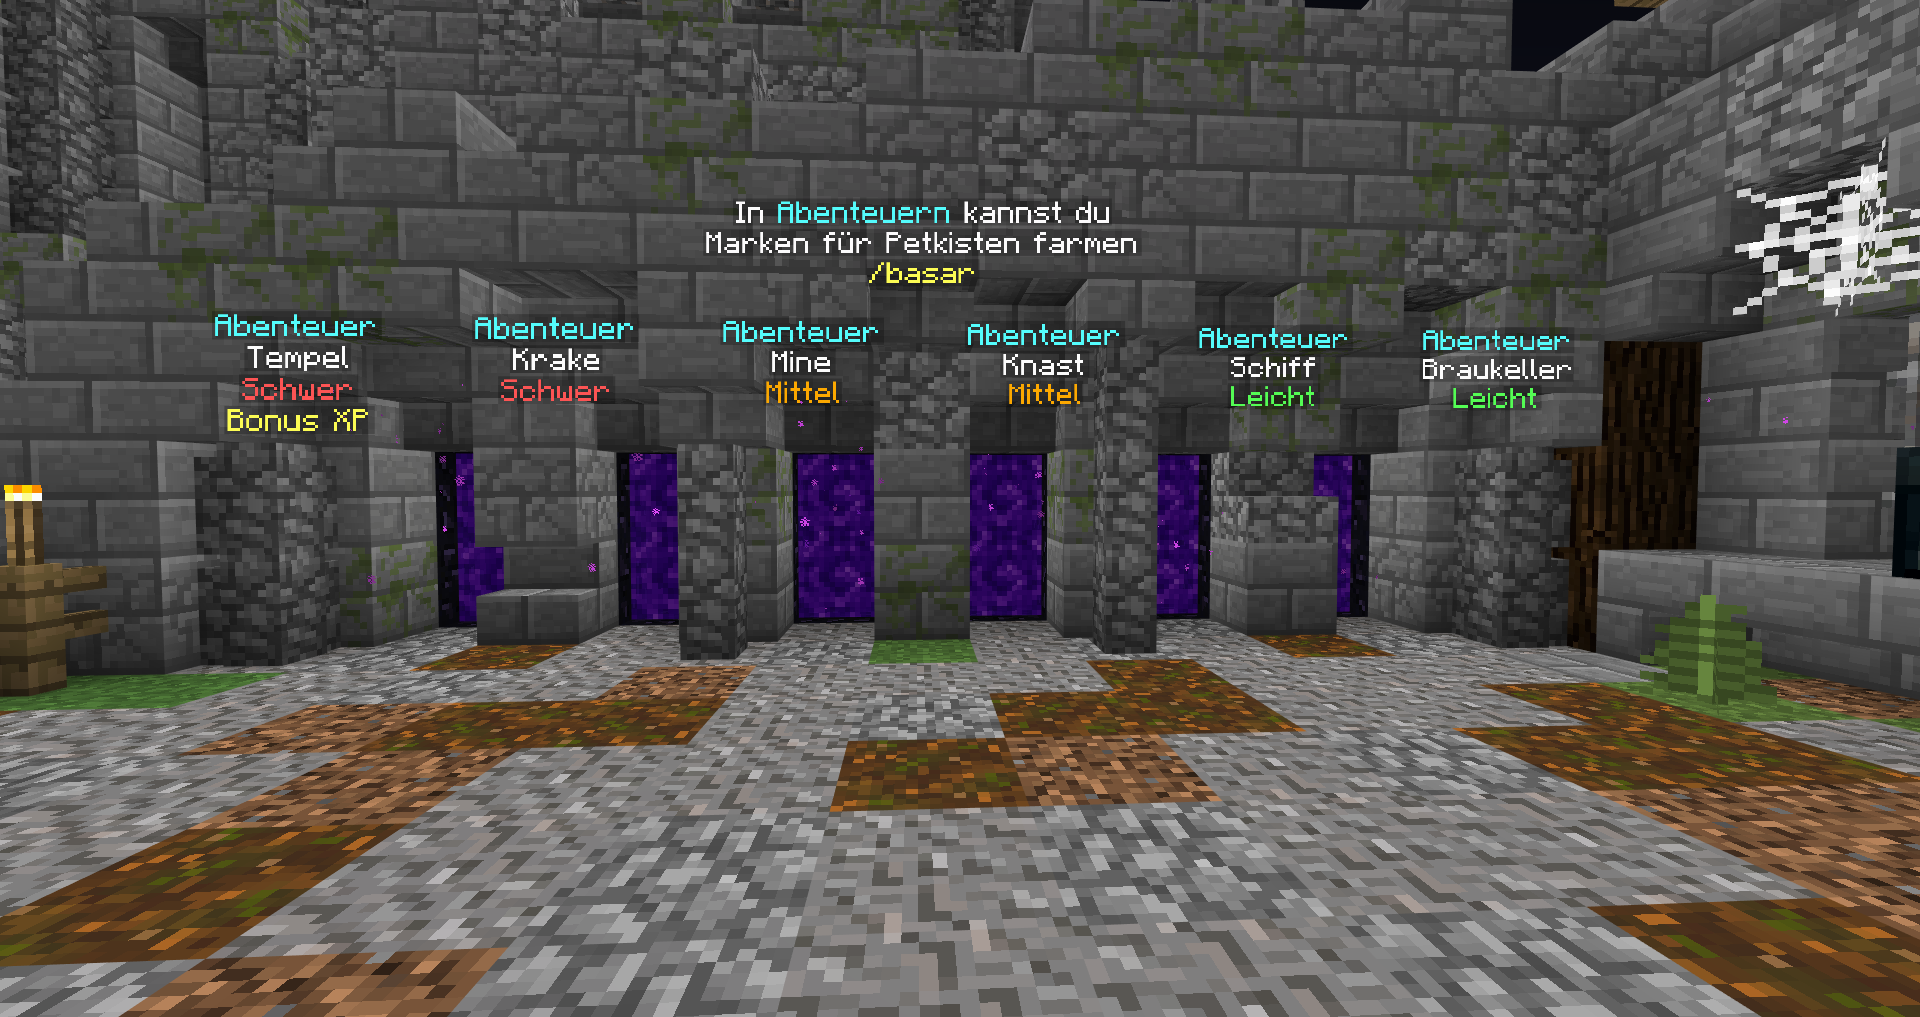 In Abenteuern kannst du
Marken für Petkisten farmen
/basar
Abenteuer
Tempel
Schwer
Bonus XP
Abenteuer
Krake
Schwer
Abenteuer
Mine
Mittel
Abenteuer
Knast
Mittel
Abenteuer
Schiff
Leicht
Abenteuer
Braukeller
Leicht